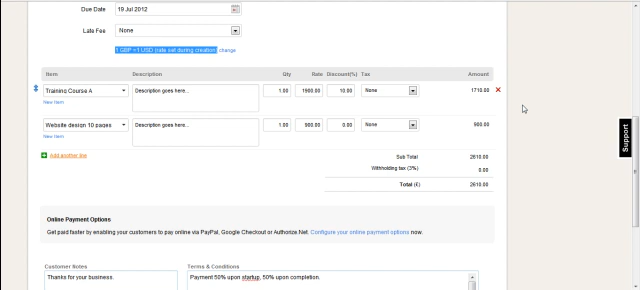 Due Date 19 Jul 2012
Late Fee None
1 GBP =1 USD (rate set during creation) change
Item Description Qty Rate Discount(%) Tax Amount
Training Course A Description goes here... 1.00 1900.00 10.00 None 1710.00
New Item
Website design 10 pages Description goes here... 1.00 900.00 0.00 None 900.00
New Item
Add another line
Sub Total 2610.00
Withholding tax (3%) 0.00
Total (£) 2610.00
Support
Online Payment Options
Get paid faster by enabling your customers to pay online via PayPal, Google Checkout or Authorize.Net. Configure your online payment options now.
Customer Notes Terms & Conditions
Thanks for your business. Payment 50% upon startup, 50% upon completion.